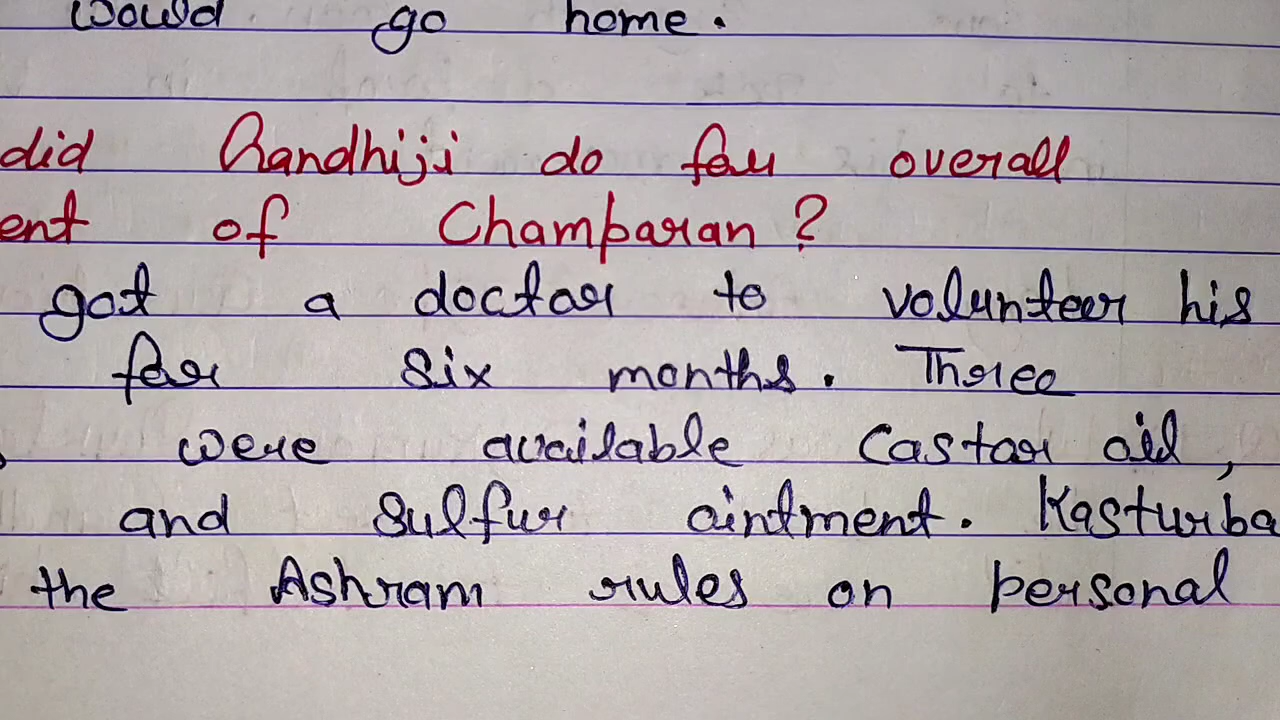 would go home.
did Gandhiji do for overall
ent of Champaran ?
got a doctor to volunteer his
for six months. Three
were available castor oil,
and sulfur ointment. Kasturba
the Ashram rules on personal